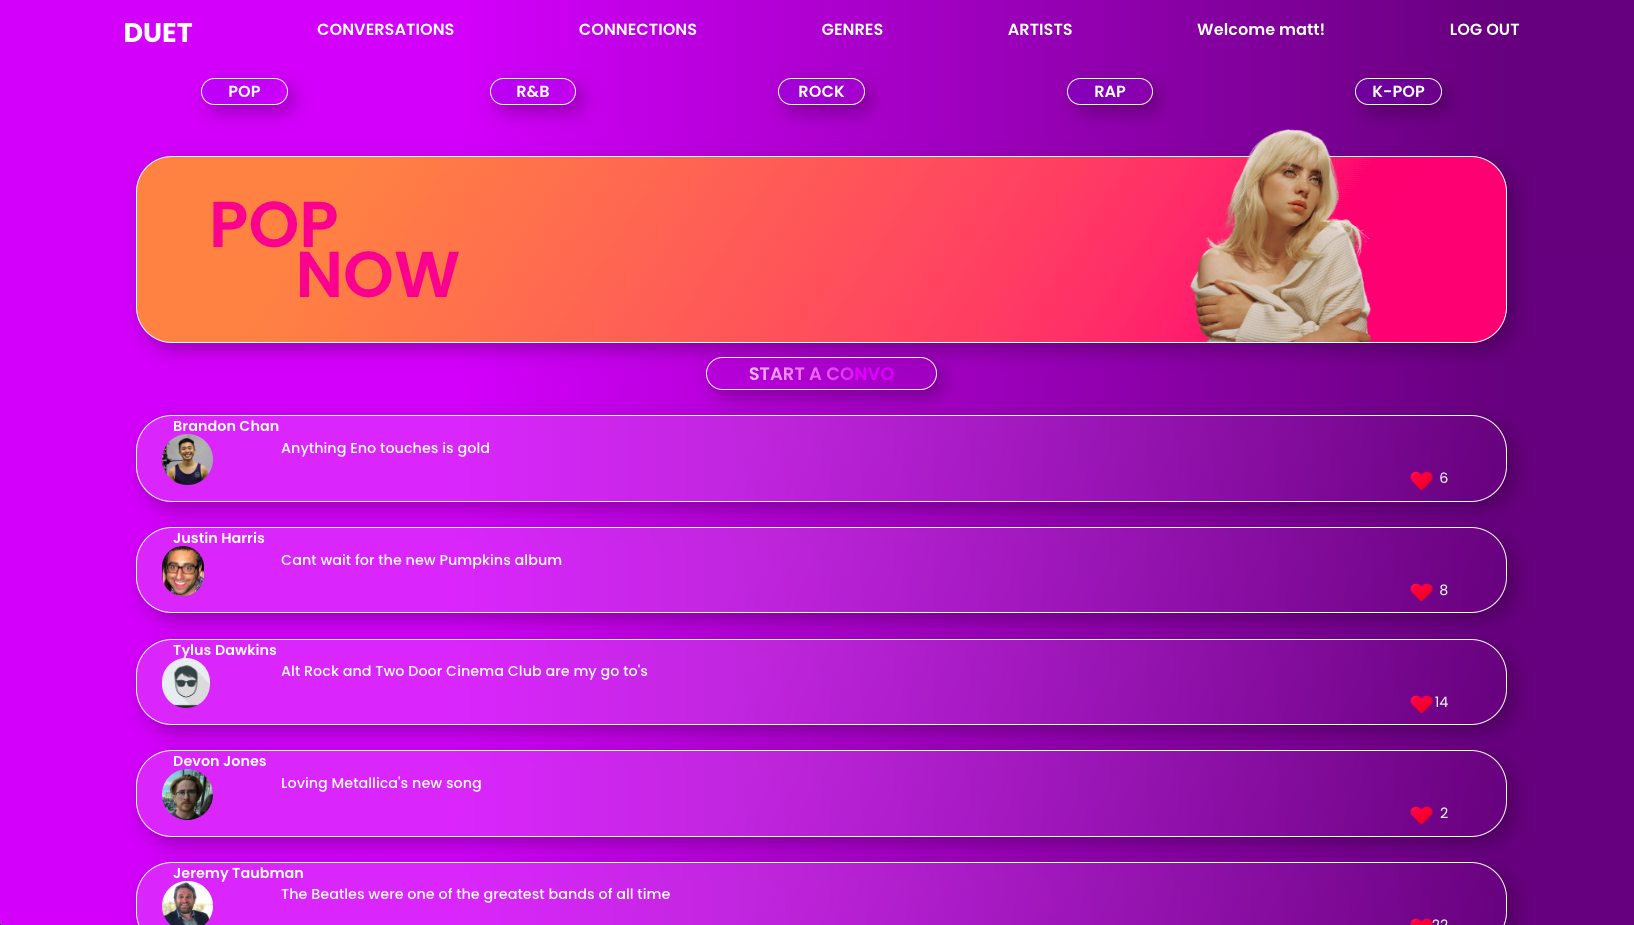 DUET CONVERSATIONS CONNECTIONS GENRES ARTISTS Welcome matt! LOG OUT
POP R&B ROCK RAP K-POP
POP
NOW
START A CONVO
Brandon Chan
Anything Eno touches is gold
6
Justin Harris
Cant wait for the new Pumpkins album
8
Tylus Dawkins
Alt Rock and Two Door Cinema Club are my go to's
14
Devon Jones
Loving Metallica's new song
2
Jeremy Taubman
The Beatles were one of the greatest bands of all time
22